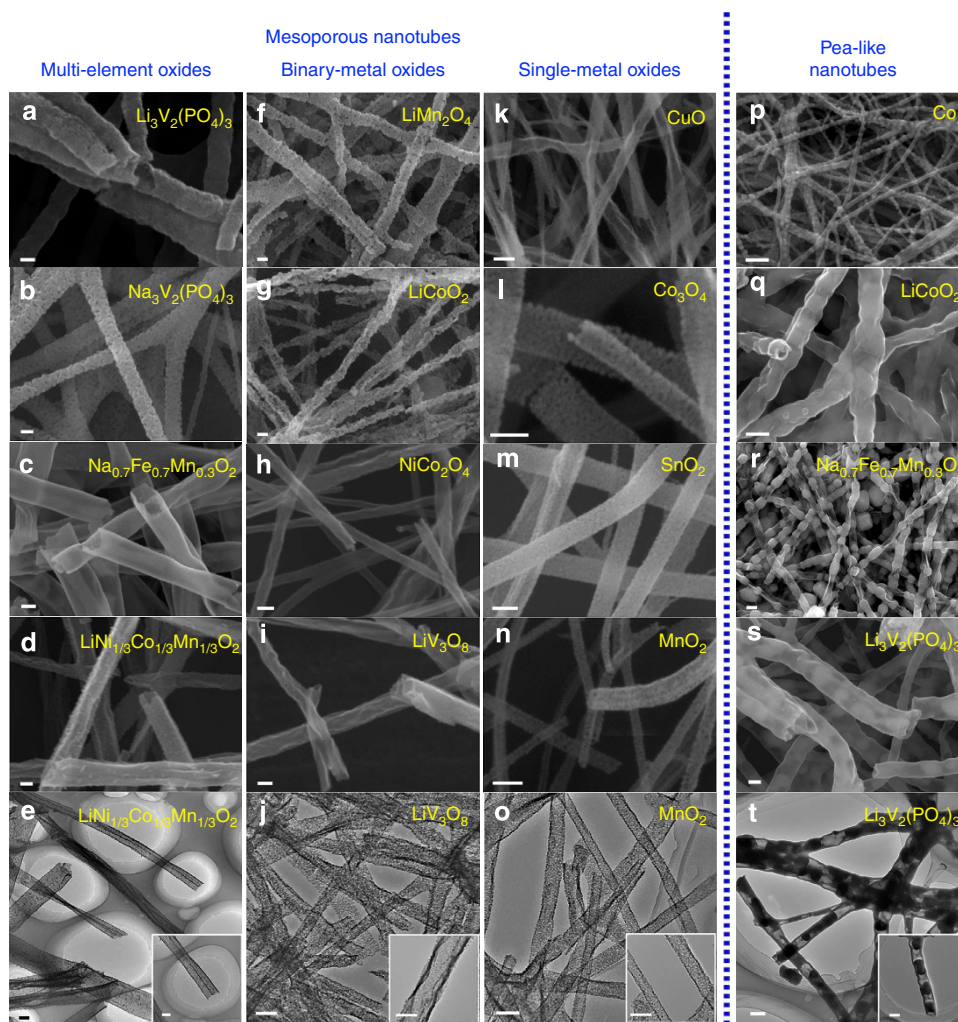 Mesoporous nanotubes
Multi-element oxides
Binary-metal oxides
Single-metal oxides
Pea-like
nanotubes
a Li₃V₂(PO₄)₃
f LiMn₂O₄
k CuO
p Co
b Na₃V₂(PO₄)₃
g LiCoO₂
l Co₃O₄
q LiCoO₂
c Na₀.₇Fe₀.₇Mn₀.₃O₂
h NiCo₂O₄
m SnO₂
r Na₀.₇Fe₀.₇Mn₀.₃O
d LiNi₁/₃Co₁/₃Mn₁/₃O₂
i LiV₃O₈
n MnO₂
s Li₃V₂(PO₄)₃
e LiNi₁/₃Co₁/₃Mn₁/₃O₂
j LiV₃O₈
o MnO₂
t Li₃V₂(PO₄)₃